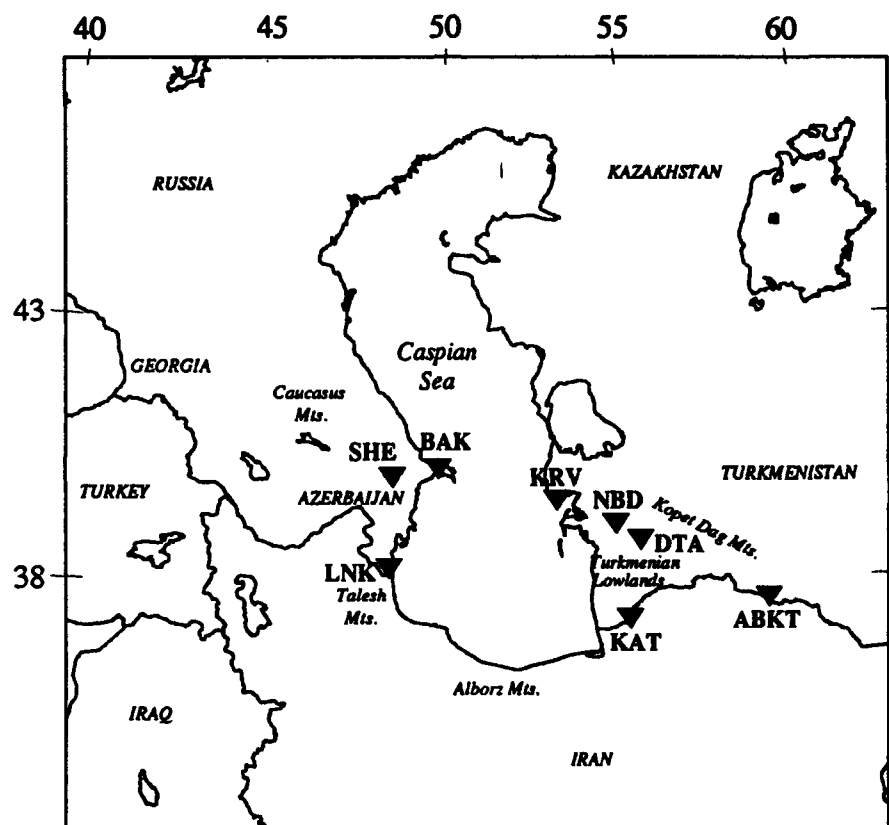 40 45 50 55 60
RUSSIA
KAZAKHSTAN
43
GEORGIA
Caspian
Sea
Caucasus
Mts.
SHE
BAK
TURKEY
AZERBAIJAN
KRV
NBD
TURKMENISTAN
Kopet Dag Mts.
DTA
38
LNK
Talesh
Mts.
Turkmenian
Lowlands
KAT
ABKT
Alborz Mts.
IRAQ
IRAN